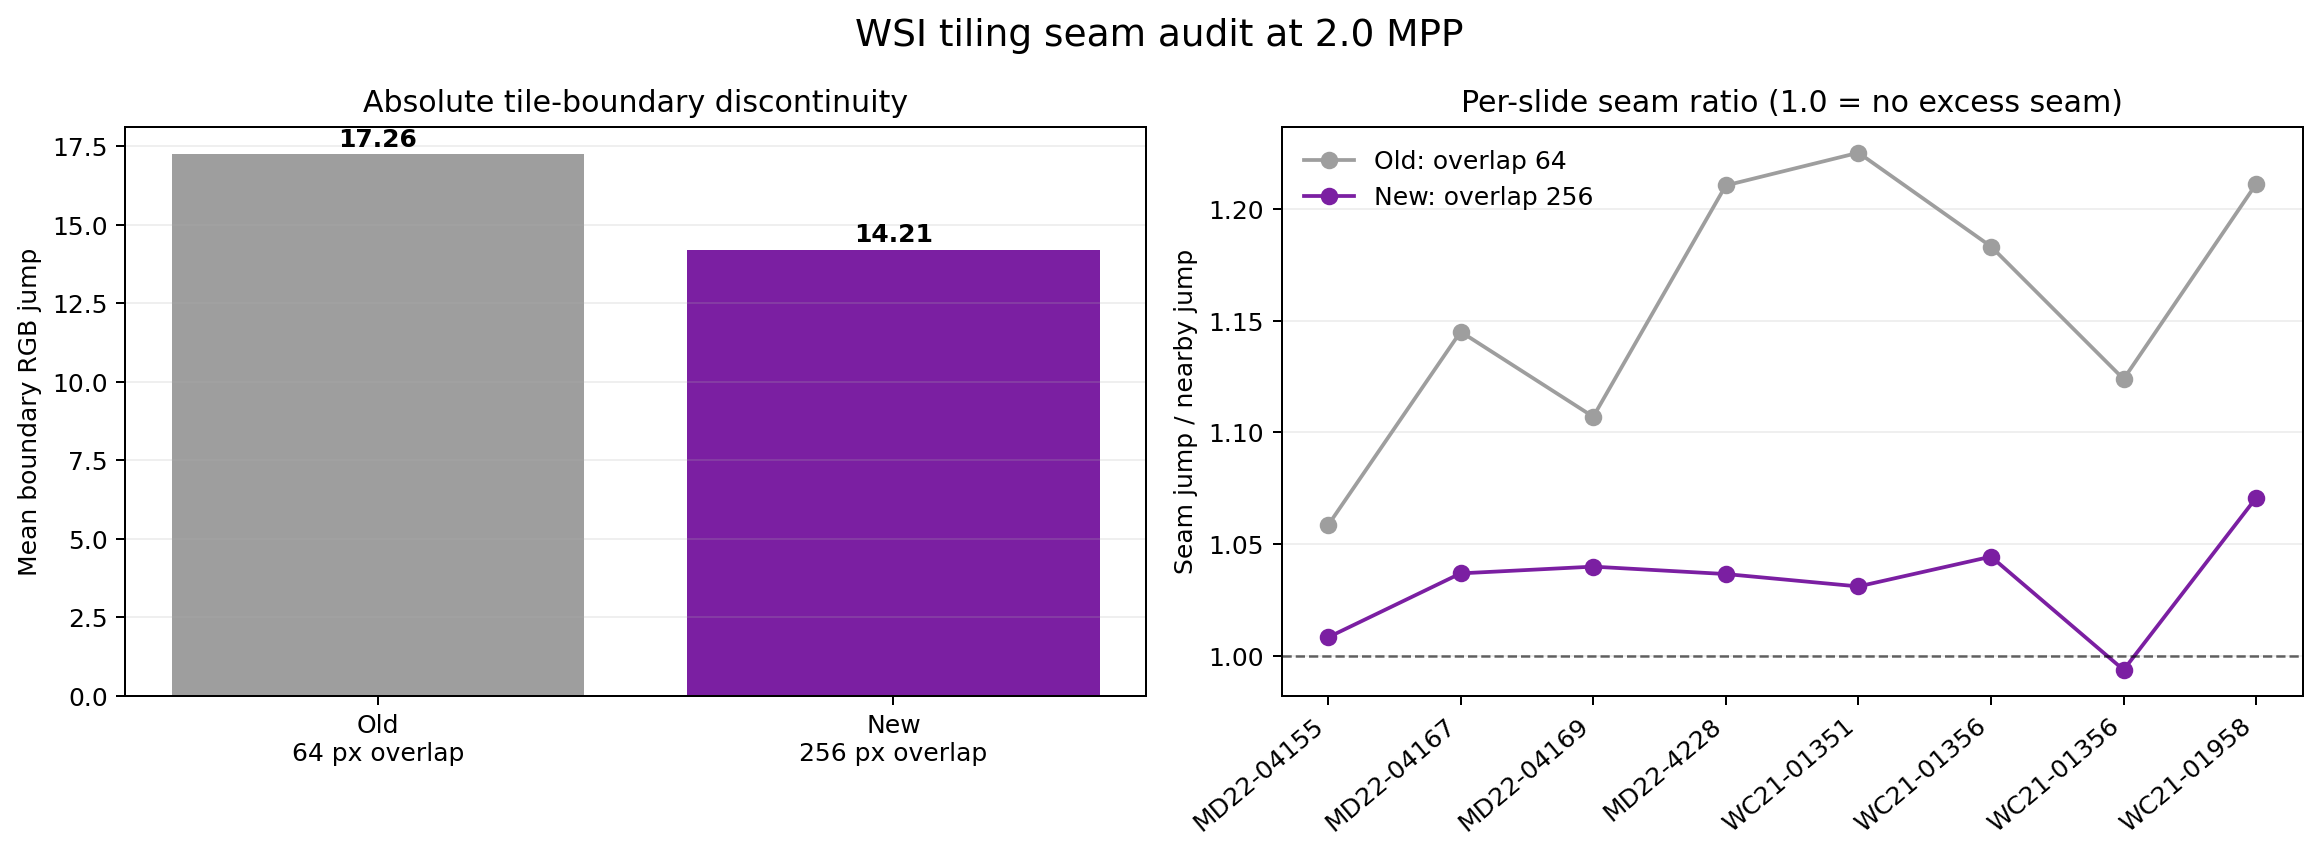 WSI tiling seam audit at 2.0 MPP
Absolute tile-boundary discontinuity
Mean boundary RGB jump
17.5
15.0
12.5
10.0
7.5
5.0
2.5
0.0
17.26
14.21
Old
64 px overlap
New
256 px overlap
Per-slide seam ratio (1.0 = no excess seam)
Seam jump / nearby jump
1.20
1.15
1.10
1.05
1.00
Old: overlap 64
New: overlap 256
MD22-04155
MD22-04167
MD22-04169
MD22-4228
WC21-01351
WC21-01356
WC21-01356
WC21-01958